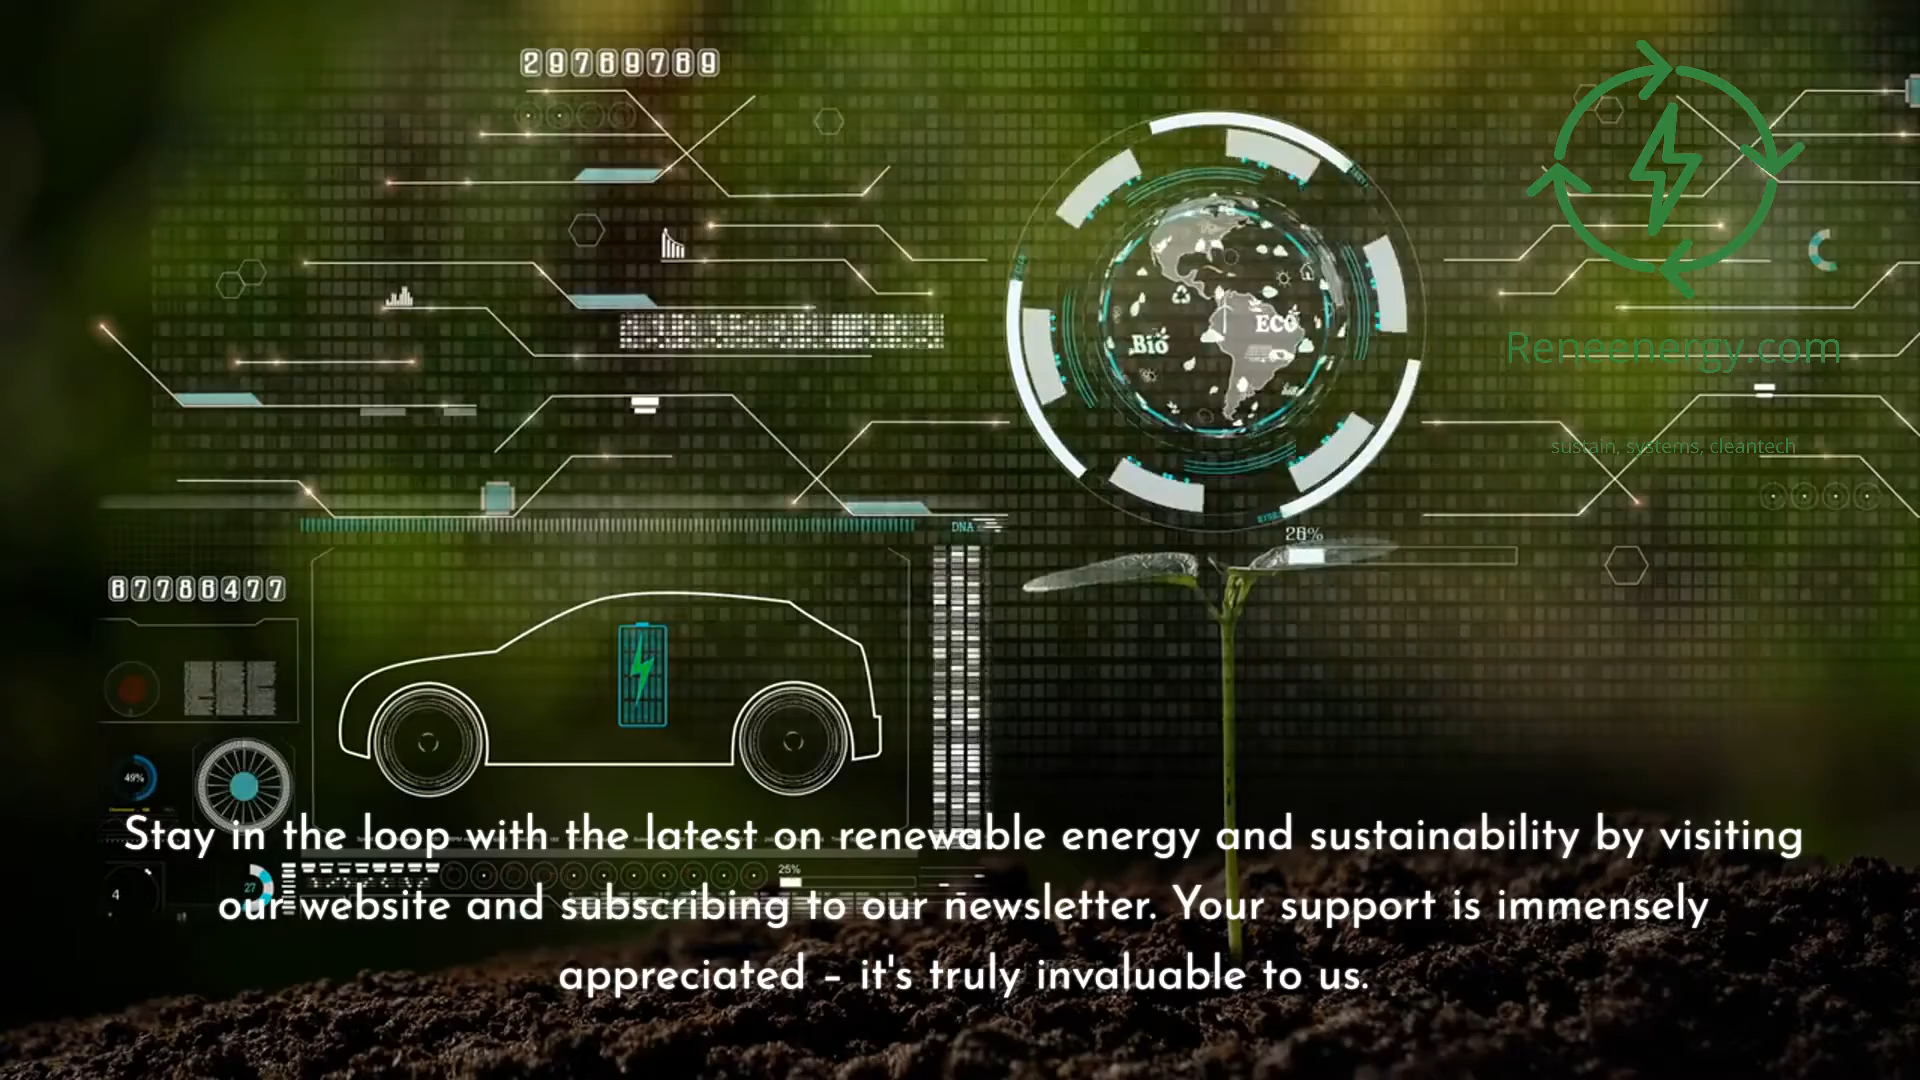 29769769
Reneenergy.com
sustain, systems, cleantech
ECO
Bio
DNA
26%
67786477
49%
Stay in the loop with the latest on renewable energy and sustainability by visiting
25%
4
27
our website and subscribing to our newsletter. Your support is immensely
appreciated – it's truly invaluable to us.